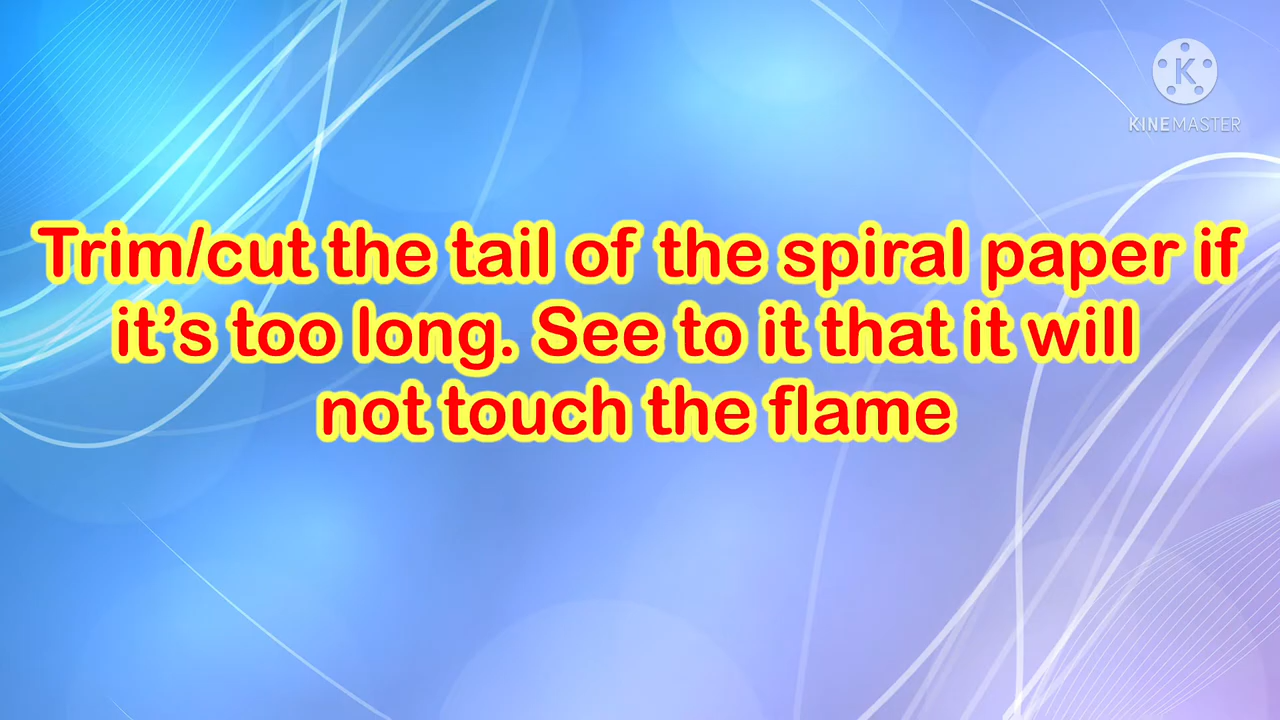 K
KINEMASTER
Trim/cut the tail of the spiral paper if
it’s too long. See to it that it will
not touch the flame